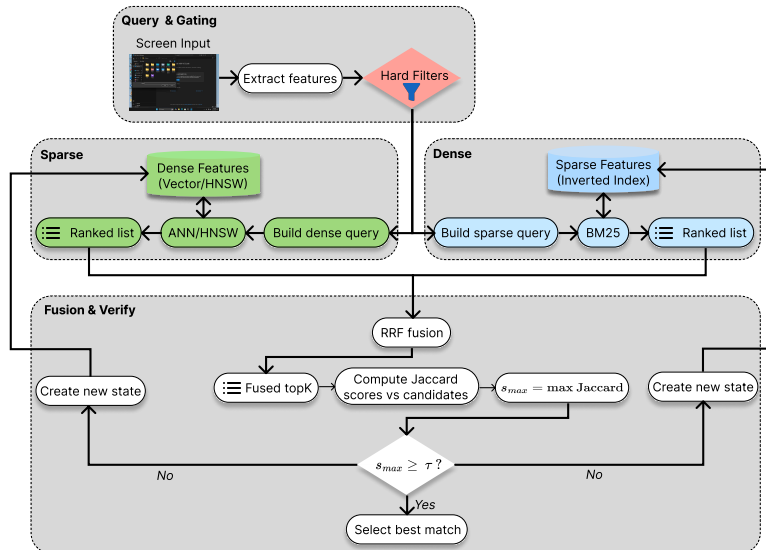 Query & Gating
Screen Input
Extract features
Hard Filters
Sparse
Dense Features
(Vector/HNSW)
Ranked list
ANN/HNSW
Build dense query
Dense
Sparse Features
(Inverted Index)
Build sparse query
BM25
Ranked list
Fusion & Verify
RRF fusion
Fused topK
Compute Jaccard
scores vs candidates
s_max = max Jaccard
Create new state
Create new state
s_max ≥ τ ?
No
No
Yes
Select best match